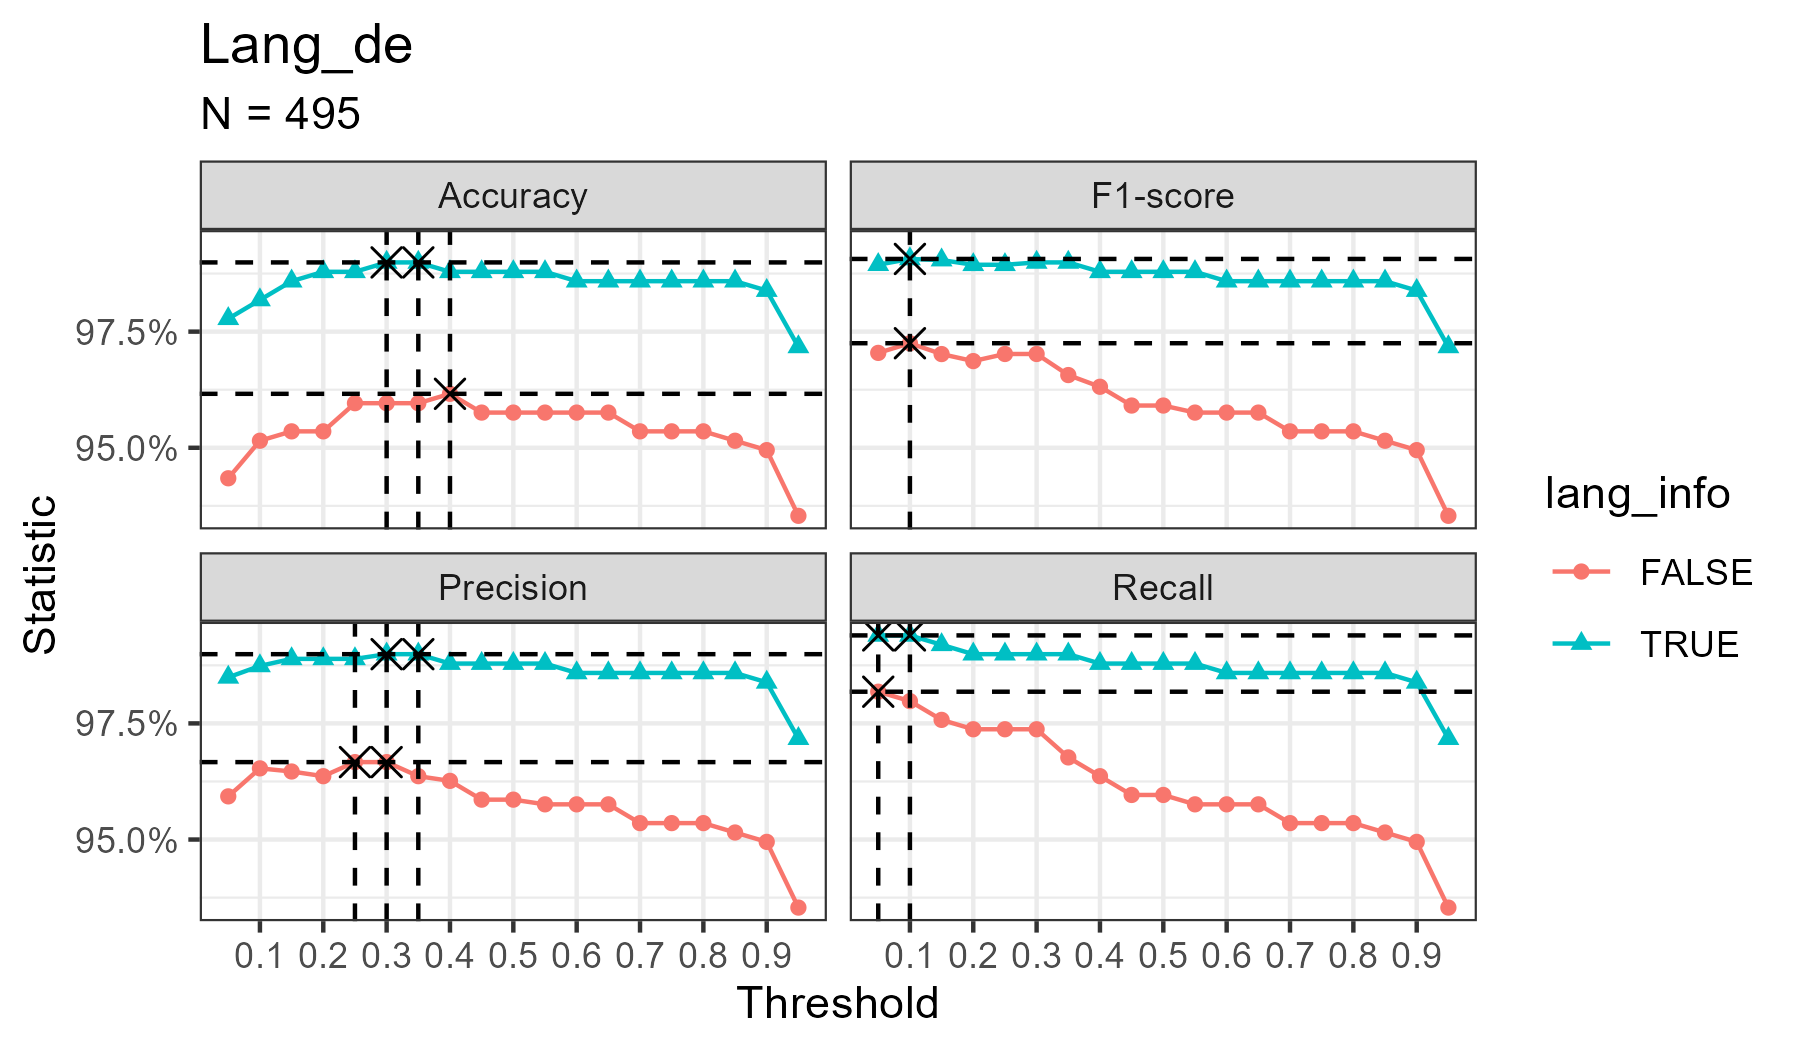 Lang_de
N = 495
Accuracy
F1-score
97.5%
95.0%
Precision
Recall
97.5%
95.0%
0.1 0.2 0.3 0.4 0.5 0.6 0.7 0.8 0.9
0.1 0.2 0.3 0.4 0.5 0.6 0.7 0.8 0.9
Threshold
Statistic
lang_info
FALSE
TRUE